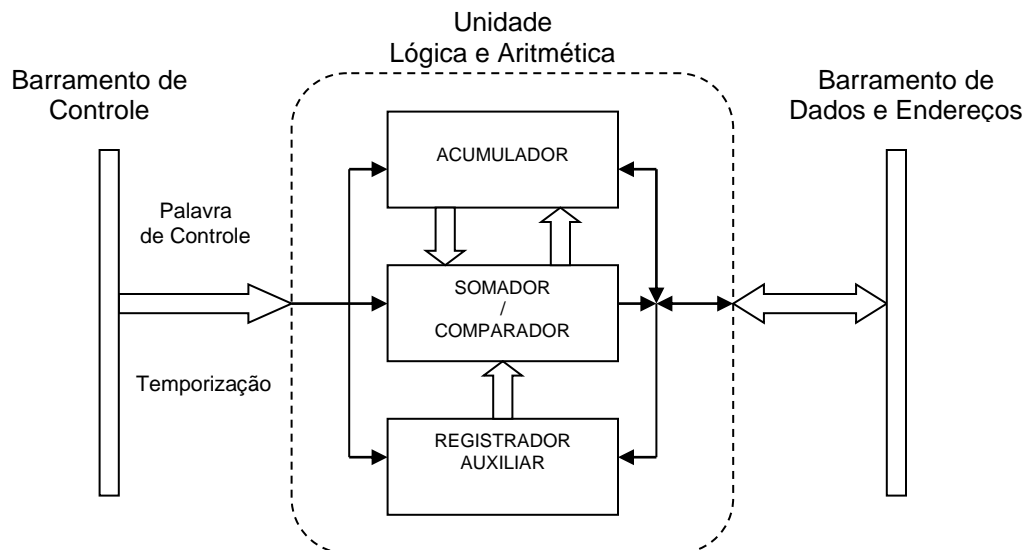 Unidade
Lógica e Aritmética
Barramento de
Controle
Barramento de
Dados e Endereços
ACUMULADOR
Palavra
de Controle
SOMADOR
/
COMPARADOR
Temporização
REGISTRADOR
AUXILIAR